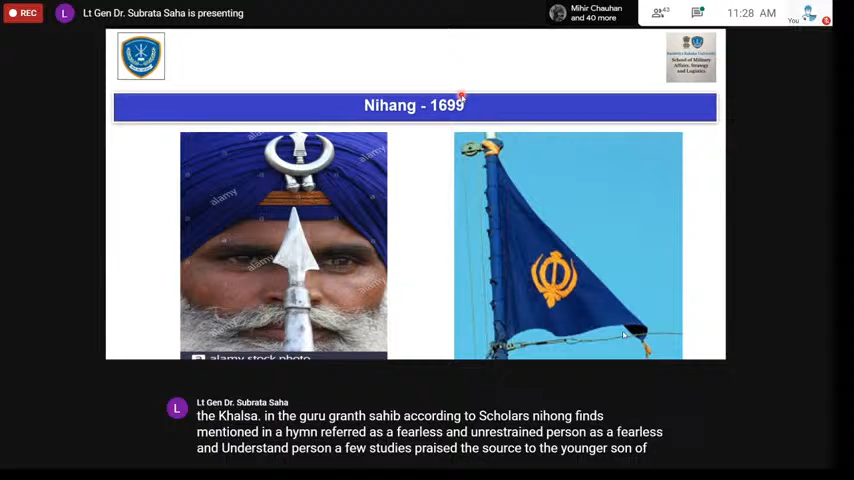 REC
L
Lt Gen Dr. Subrata Saha is presenting
Mihir Chauhan
and 40 more
43
11:28 AM
You
School of Military
Affairs, Strategy
and Logistics
Nihang - 1699
alamy
alamy
alamy
alamy
a alamy stock photo
L
Lt Gen Dr. Subrata Saha
the Khalsa. in the guru granth sahib according to Scholars nihong finds
mentioned in a hymn referred as a fearless and unrestrained person as a fearless
and Understand person a few studies praised the source to the younger son of